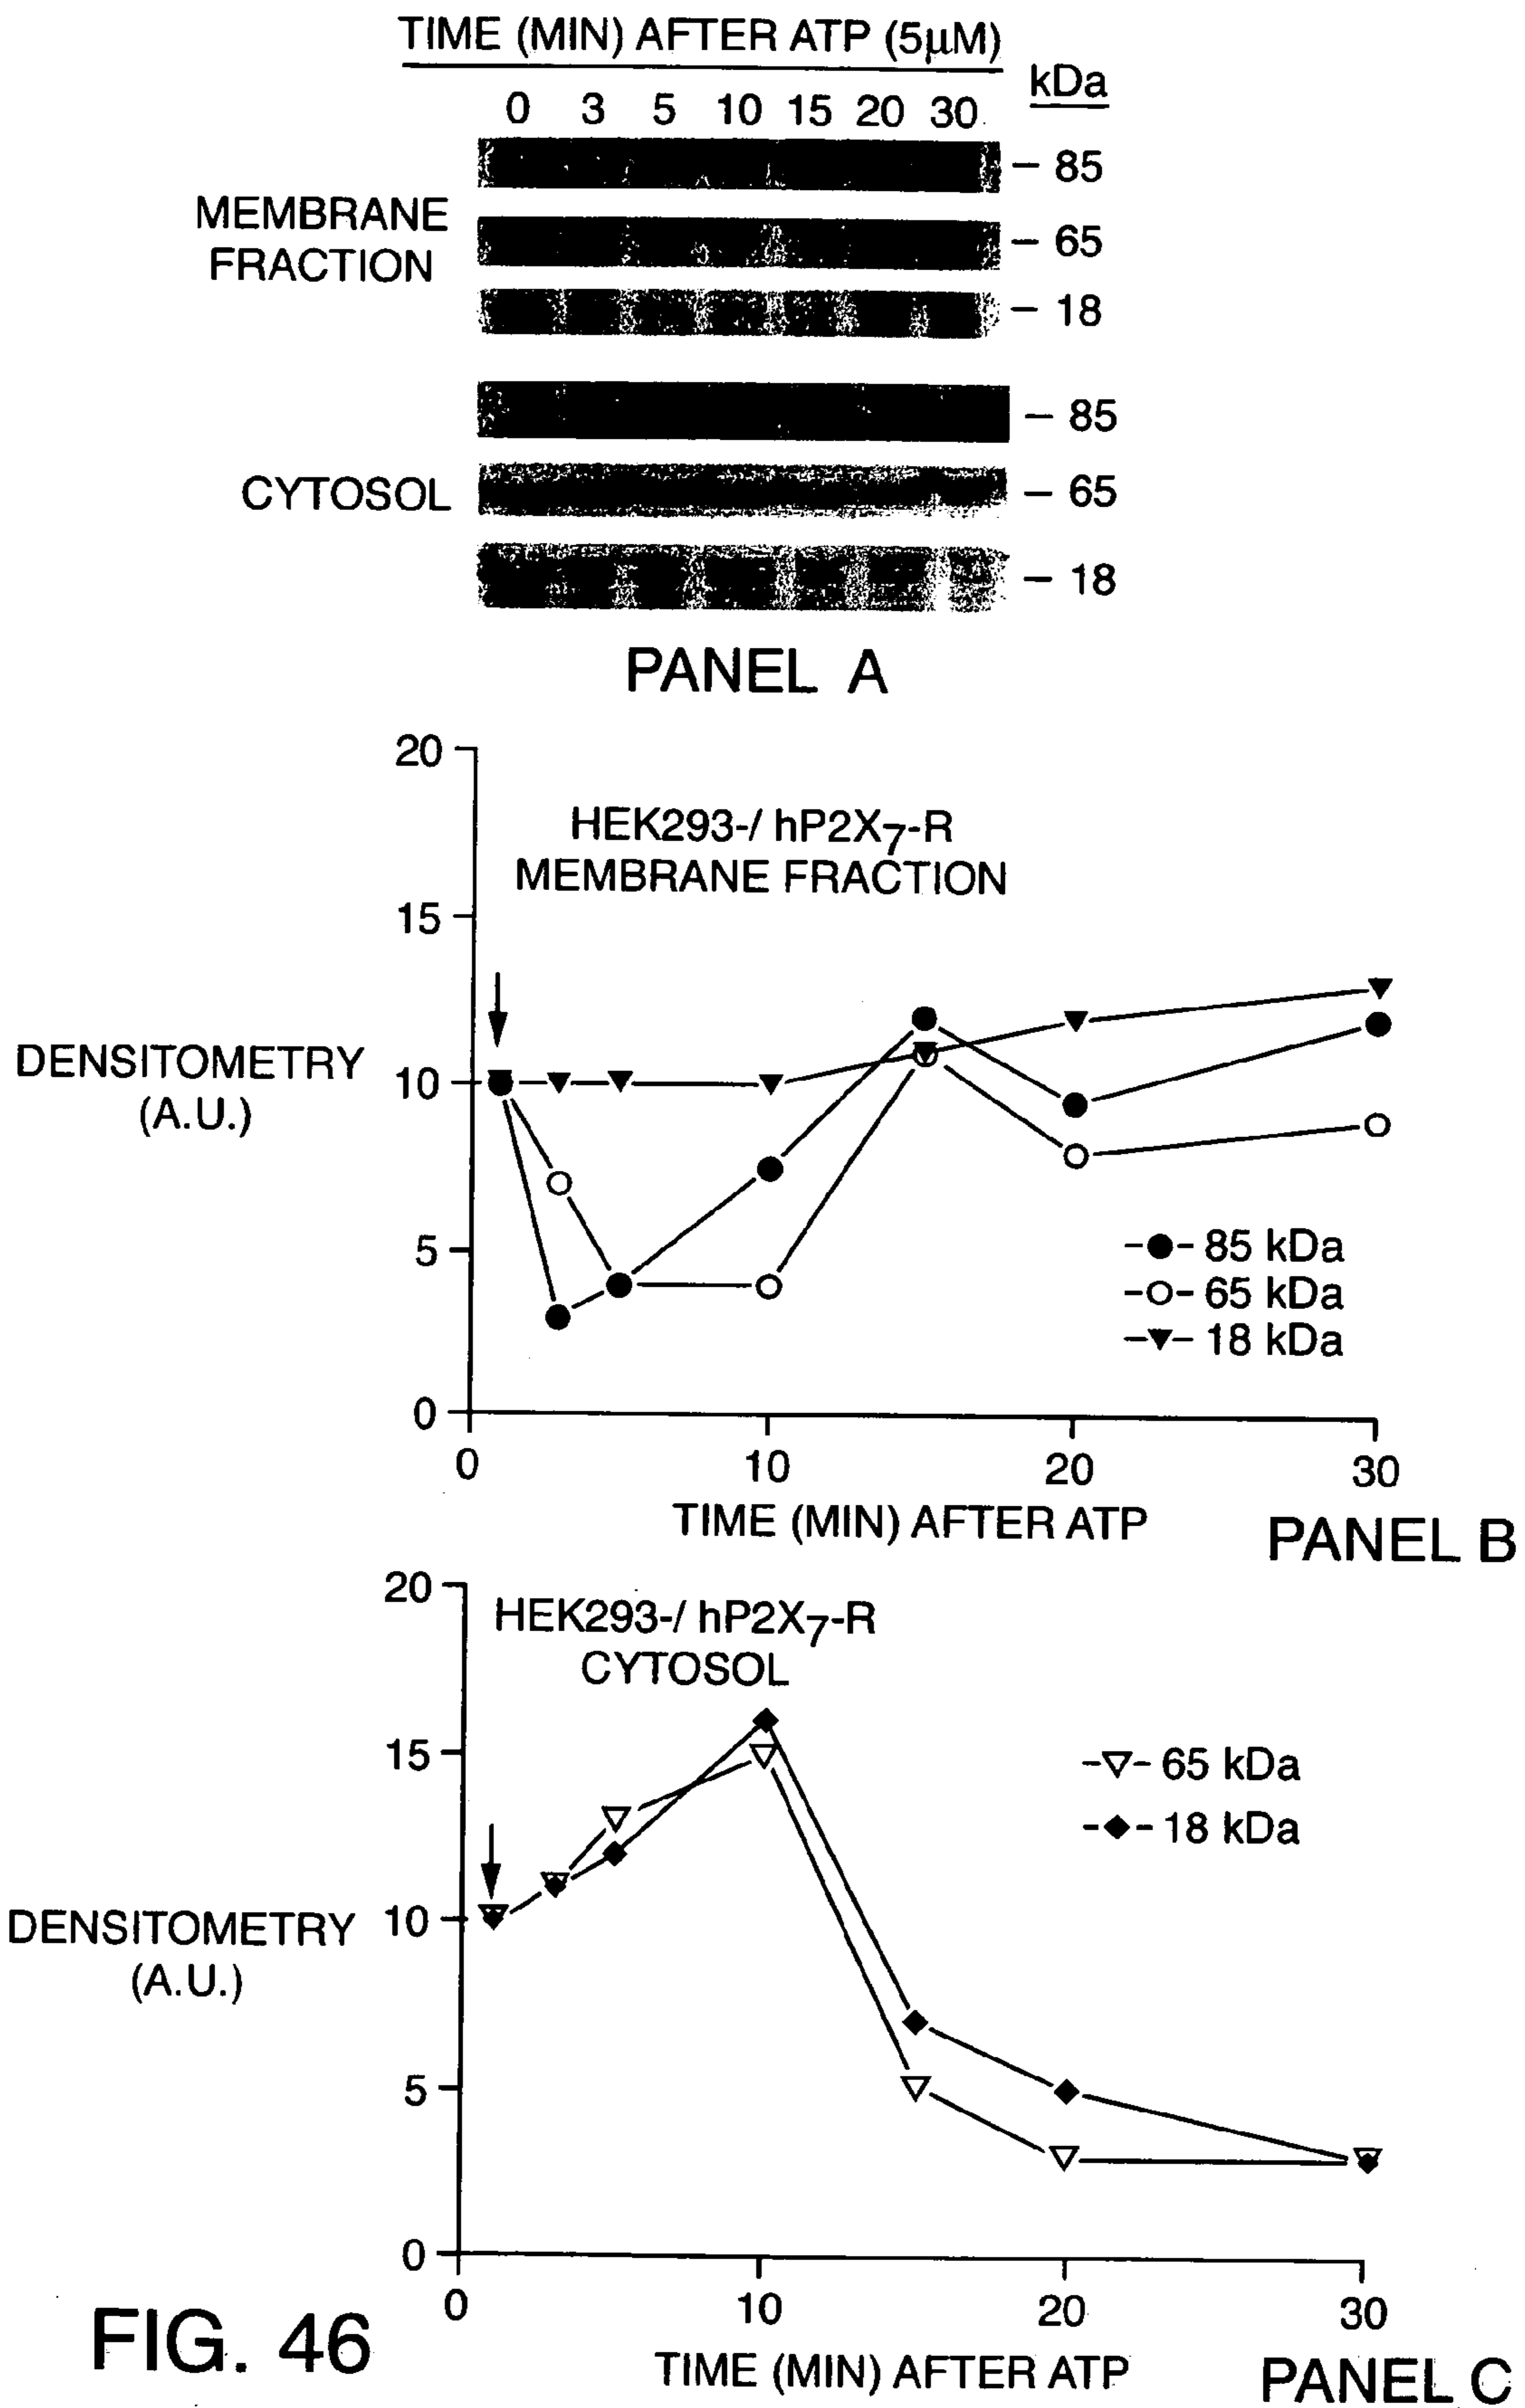 TIME (MIN) AFTER ATP (5µM)
kDa
0 3 5 10 15 20 30
MEMBRANE
FRACTION
- 85
- 65
- 18
CYTOSOL
- 85
- 65
- 18
PANEL A
20
15
10
5
0
HEK293-/ hP2X7-R
MEMBRANE FRACTION
DENSITOMETRY
(A.U.)
85 kDa
65 kDa
18 kDa
0 10 20 30
TIME (MIN) AFTER ATP
PANEL B
20
15
10
5
0
HEK293-/ hP2X7-R
CYTOSOL
65 kDa
18 kDa
DENSITOMETRY
(A.U.)
0 10 20 30
TIME (MIN) AFTER ATP
PANEL C
FIG. 46